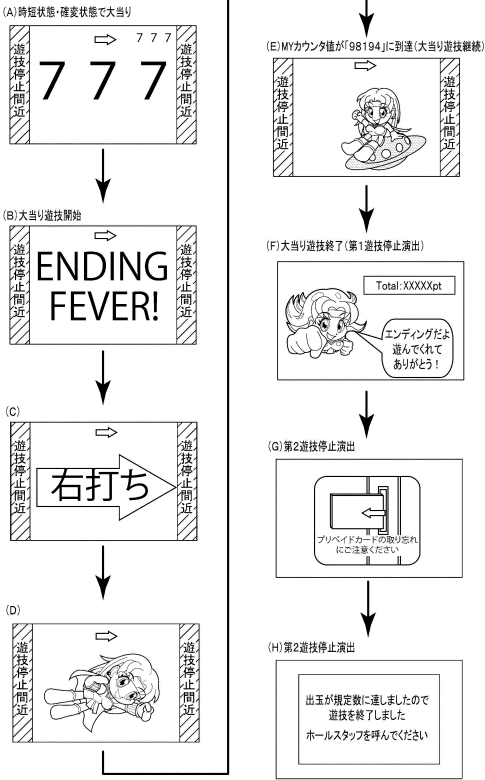 (A)時短状態・確変状態で大当り
7 7 7
遊技停止間近
7 7 7
遊技停止間近
(B)大当り遊技開始
遊技停止間近
ENDING
FEVER!
遊技停止間近
(C)
遊技停止間近
右打ち
遊技停止間近
(D)
遊技停止間近
遊技停止間近
(E)MYカウンタ値が「98194」に到達(大当り遊技継続)
遊技停止間近
遊技停止間近
(F)大当り遊技終了(第1遊技停止演出)
Total:XXXXXpt
エンディングだよ
遊んでくれて
ありがとう!
(G)第2遊技停止演出
プリペイドカードの取り忘れ
にご注意ください
(H)第2遊技停止演出
出玉が規定数に達しましたので
遊技を終了しました
ホールスタッフを呼んでください